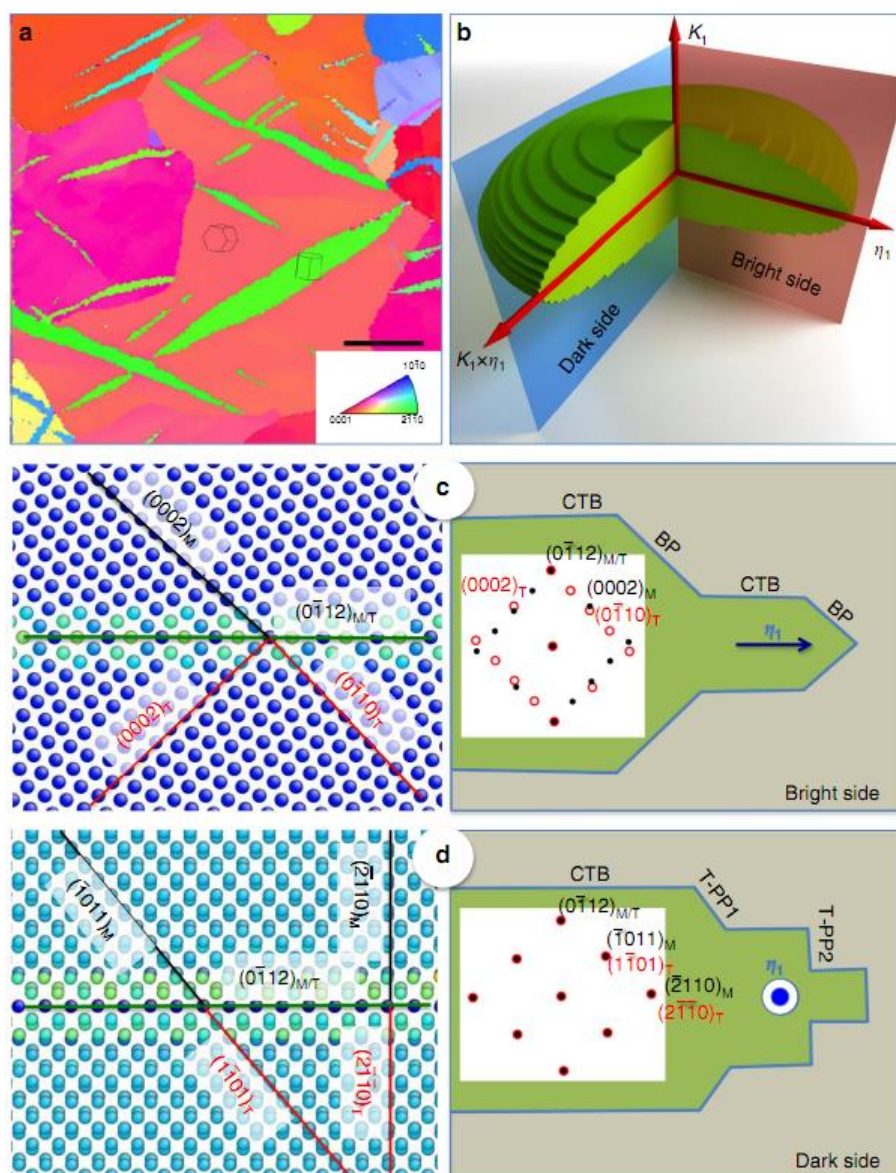 a
101̄0
0001
21̄1̄0
b
K₁
η₁
K₁×η₁
Bright side
Dark side
c
(0002)M
(01̄12)M/T
(0002)T
(01̄10)T
CTB
BP
CTB
BP
(01̄12)M/T
(0002)T
(0002)M
(01̄10)T
η₁
Bright side
d
(1̄011)M
(2̄110)M
(01̄12)M/T
(11̄01)T
(21̄1̄0)T
CTB
T-PP1
T-PP2
(01̄12)M/T
(1̄011)M
(11̄01)T
(2̄110)M
(21̄1̄0)T
η₁
Dark side